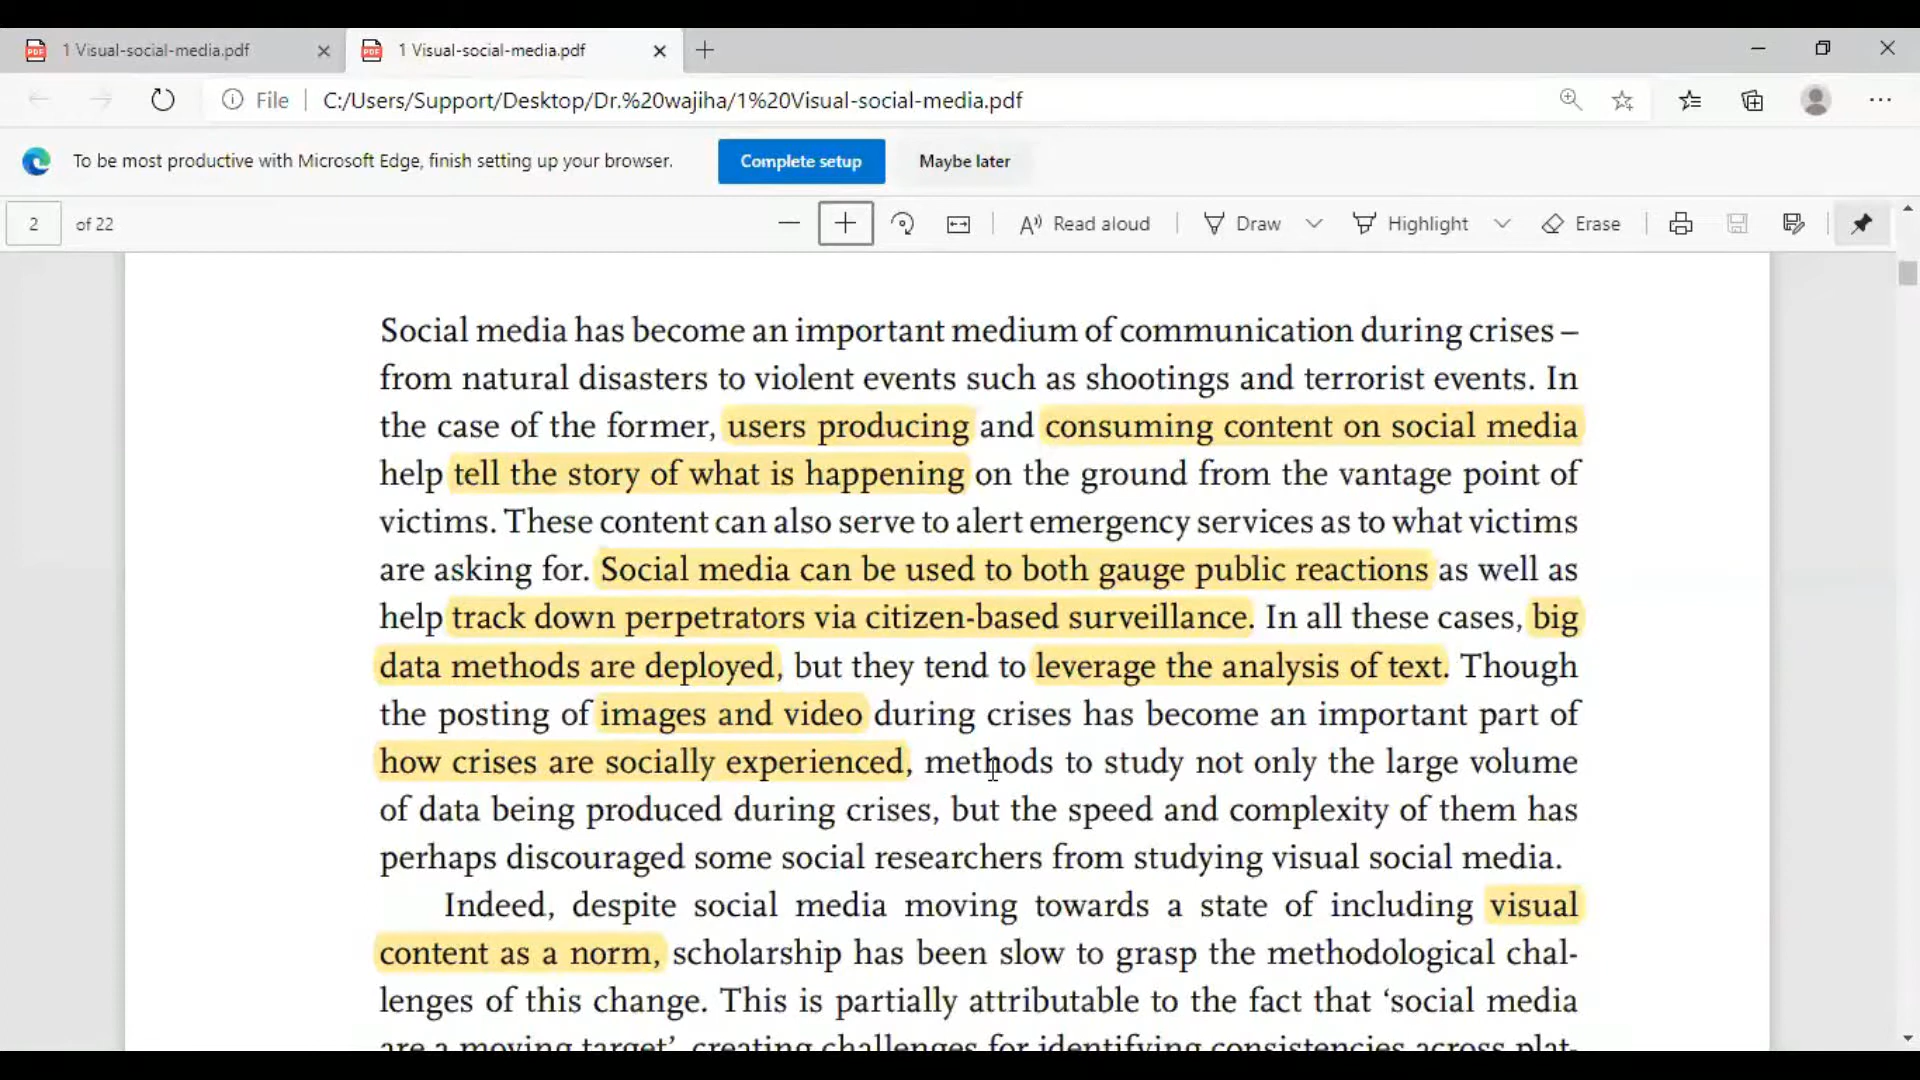 1 Visual-social-media.pdf
1 Visual-social-media.pdf
File C:/Users/Support/Desktop/Dr.%20wajiha/1%20Visual-social-media.pdf
To be most productive with Microsoft Edge, finish setting up your browser. Complete setup Maybe later
2 of 22 Read aloud Draw Highlight Erase
Social media has become an important medium of communication during crises –
from natural disasters to violent events such as shootings and terrorist events. In
the case of the former, users producing and consuming content on social media
help tell the story of what is happening on the ground from the vantage point of
victims. These content can also serve to alert emergency services as to what victims
are asking for. Social media can be used to both gauge public reactions as well as
help track down perpetrators via citizen-based surveillance. In all these cases, big
data methods are deployed, but they tend to leverage the analysis of text. Though
the posting of images and video during crises has become an important part of
how crises are socially experienced, methods to study not only the large volume
of data being produced during crises, but the speed and complexity of them has
perhaps discouraged some social researchers from studying visual social media.
Indeed, despite social media moving towards a state of including visual
content as a norm, scholarship has been slow to grasp the methodological chal-
lenges of this change. This is partially attributable to the fact that ‘social media
are a moving target’, creating challenges for identifying consistencies across plat-